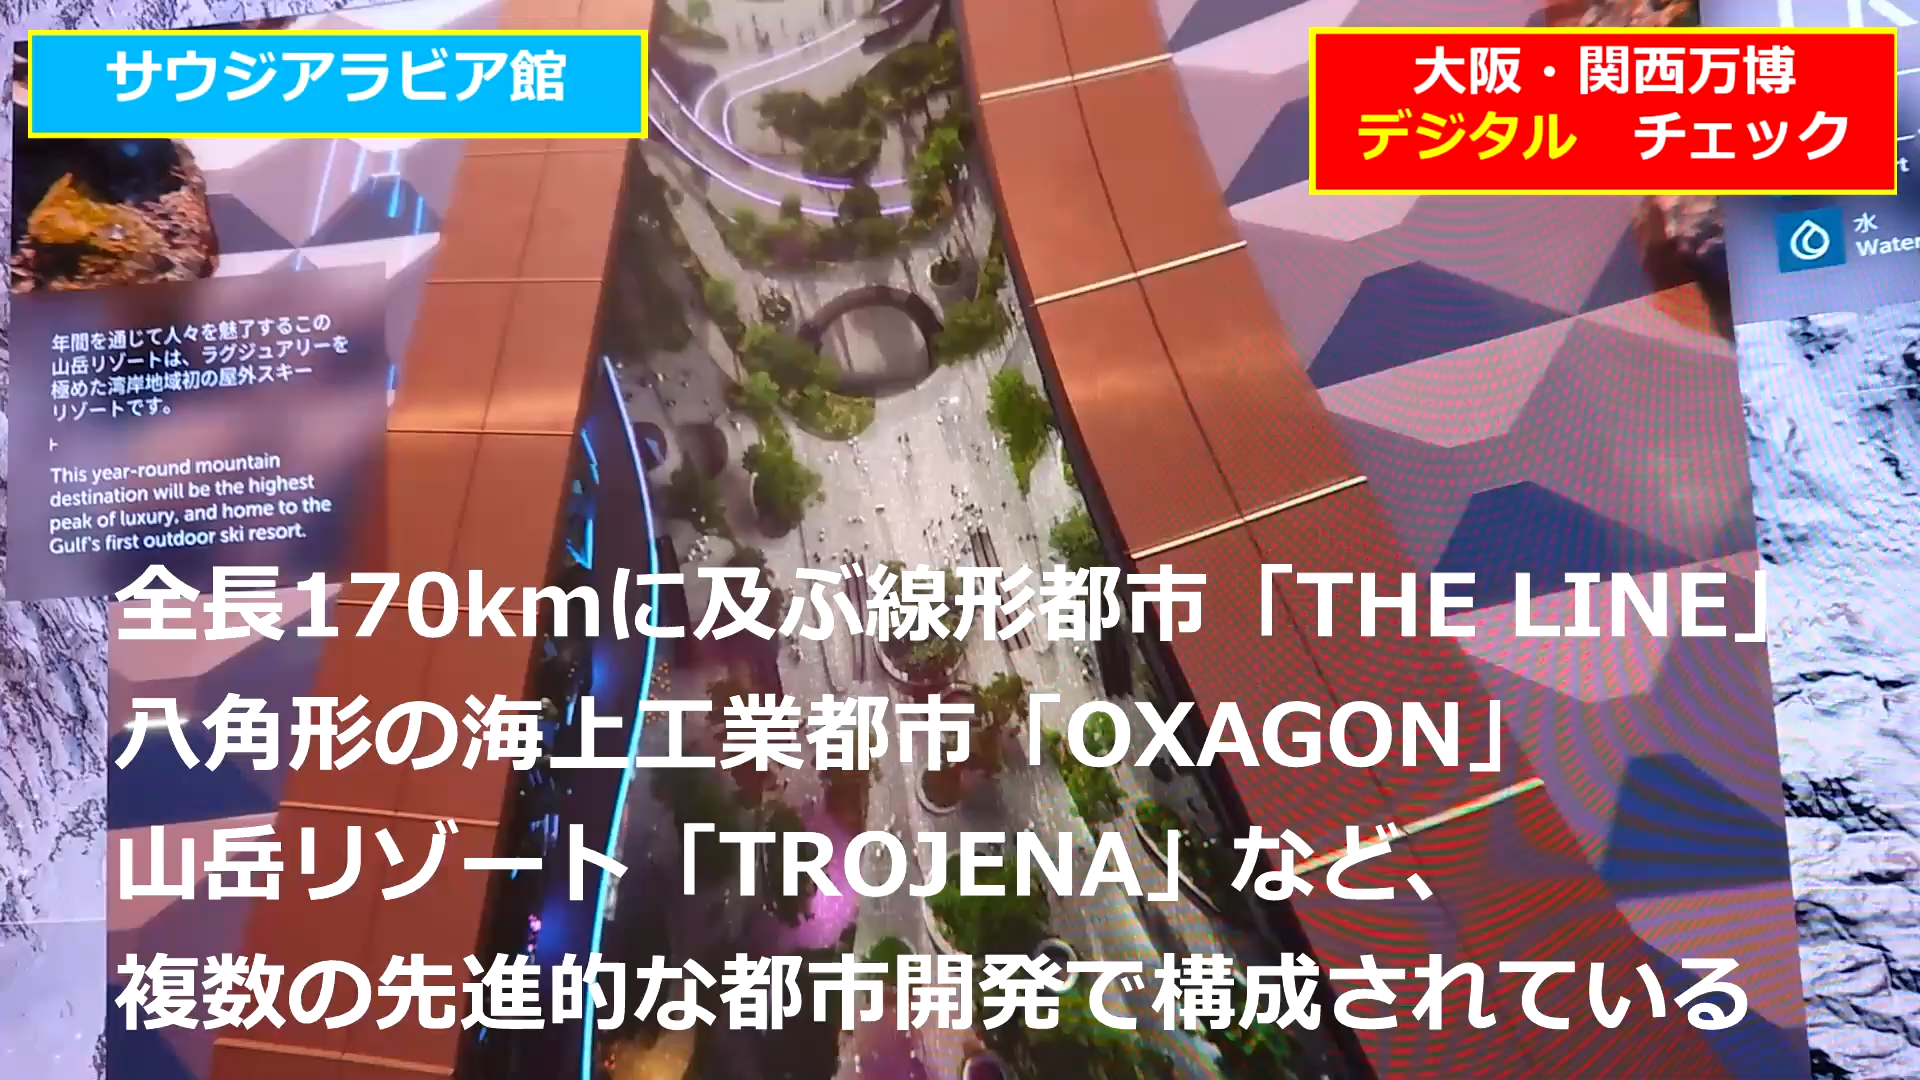 サウジアラビア館
大阪・関西万博
デジタル　チェック
水
Water
年間を通じて人々を魅了するこの
山岳リゾートは、ラグジュアリーを
極めた湾岸地域初の屋外スキー
リゾートです。
This year-round mountain
destination will be the highest
peak of luxury, and home to the
Gulf's first outdoor ski resort.
全長170kmに及ぶ線形都市「THE LINE」
八角形の海上工業都市「OXAGON」
山岳リゾート「TROJENA」など、
複数の先進的な都市開発で構成されている